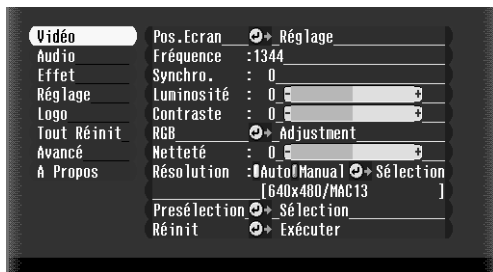 Vidéo
Audio
Effet
Réglage
Logo
Tout Réinit
Avancé
A Propos
Pos.Ecran Réglage
Fréquence :1344
Synchro. : 0
Luminosité : 0 - +
Contraste : 0 - +
RGB Adjustment
Netteté : 0 - +
Résolution : Auto Manual Sélection
[640x480/MAC13 ]
Presélection Sélection
Réinit Exécuter